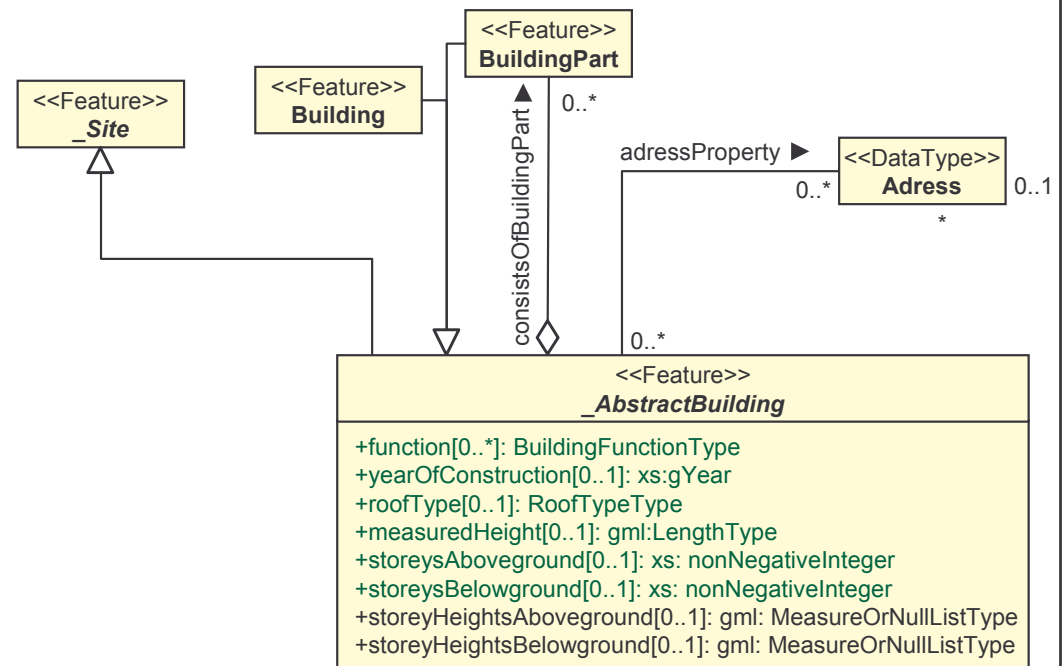 <<Feature>>
BuildingPart
<<Feature>>
Building
<<Feature>>
_Site
consistsOfBuildingPart ▶
0..*
adressProperty ▶
0..*
<<DataType>>
Adress
0..1
*
0..*
<<Feature>>
_AbstractBuilding
+function[0..*]: BuildingFunctionType
+yearOfConstruction[0..1]: xs:gYear
+roofType[0..1]: RoofTypeType
+measuredHeight[0..1]: gml:LengthType
+storeysAboveground[0..1]: xs: nonNegativeInteger
+storeysBelowground[0..1]: xs: nonNegativeInteger
+storeyHeightsAboveground[0..1]: gml: MeasureOrNullListType
+storeyHeightsBelowground[0..1]: gml: MeasureOrNullListType